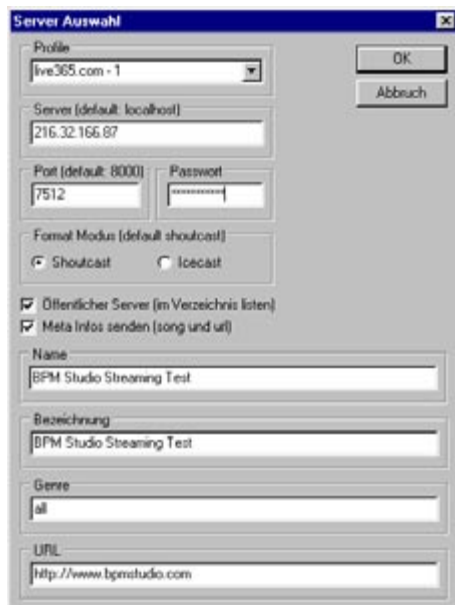 Server Auswahl
Profile
live365.com - 1
OK
Abbruch
Server (default: localhost)
216.32.166.87
Port (default: 8000)
Passwort
7512
************
Format Modus (default shoutcast)
Shoutcast
Icecast
Öffentlicher Server (im Verzeichnis listen)
Meta Infos senden (song und url)
Name
BPM Studio Streaming Test
Bezeichnung
BPM Studio Streaming Test
Genre
all
URL
http://www.bpmstudio.com